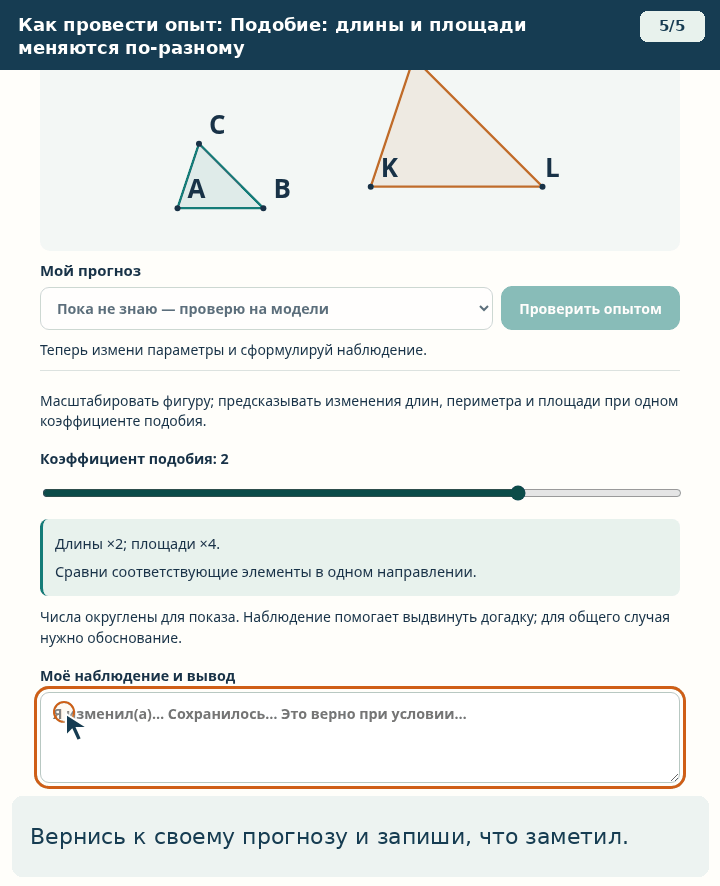 Как провести опыт: Подобие: длины и площади
меняются по-разному
5/5
C
A
B
K
L
Мой прогноз
Пока не знаю — проверю на модели
Проверить опытом
Теперь измени параметры и сформулируй наблюдение.
Масштабировать фигуру; предсказывать изменения длин, периметра и площади при одном
коэффициенте подобия.
Коэффициент подобия: 2
Длины ×2; площади ×4.
Сравни соответствующие элементы в одном направлении.
Числа округлены для показа. Наблюдение помогает выдвинуть догадку; для общего случая
нужно обоснование.
Моё наблюдение и вывод
Я изменил(а)... Сохранилось... Это верно при условии...
Вернись к своему прогнозу и запиши, что заметил.